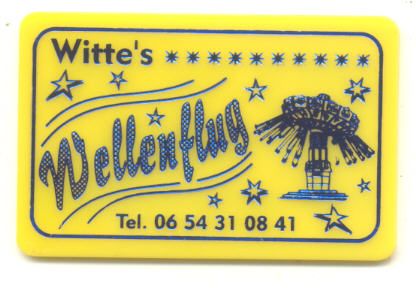 Witte's **********
Wellenflug
Tel. 06 54 31 08 41